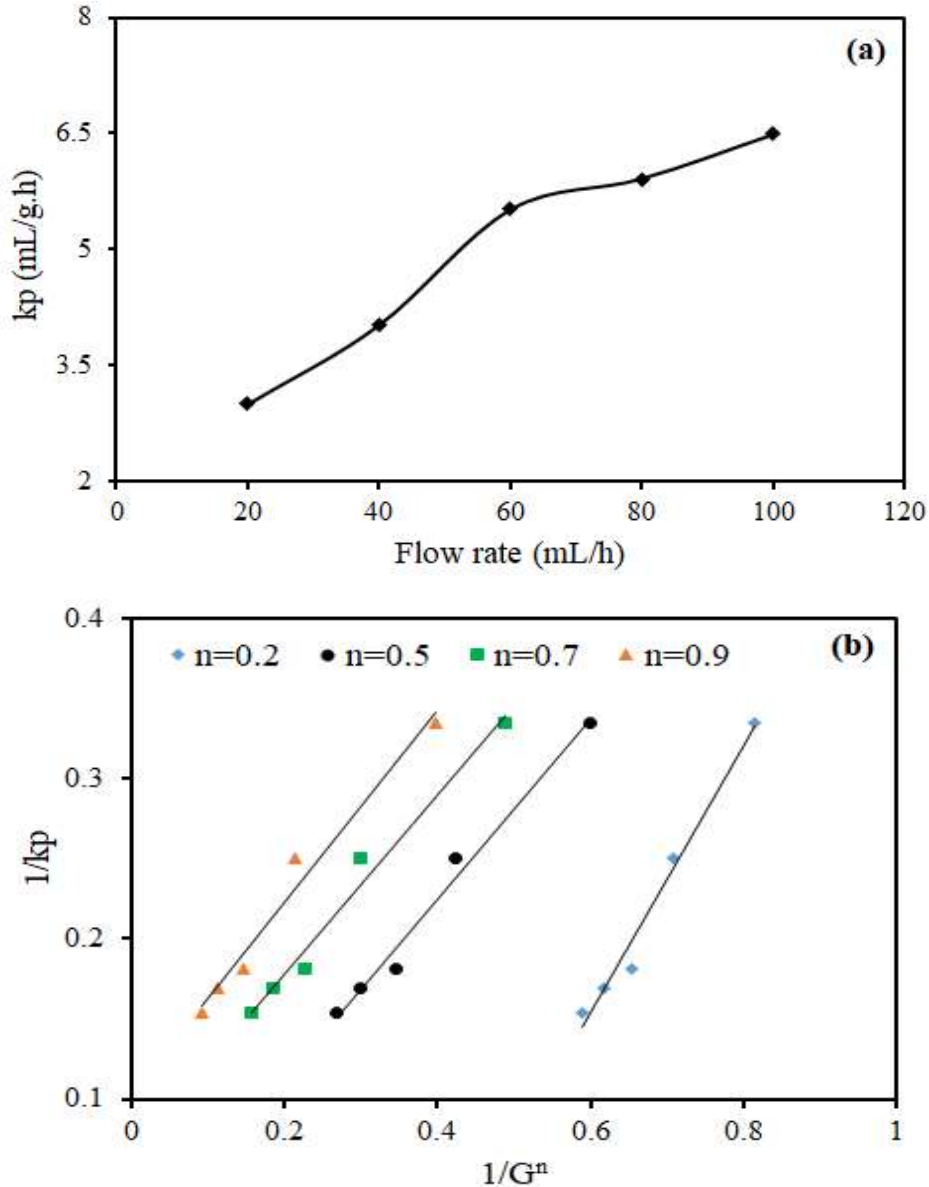 (a)
8
6.5
5
3.5
2
kp (mL/g.h)
0 20 40 60 80 100 120
Flow rate (mL/h)
(b)
n=0.2 n=0.5 n=0.7 n=0.9
0.4
0.3
0.2
0.1
1/kp
0 0.2 0.4 0.6 0.8 1
1/Gⁿ